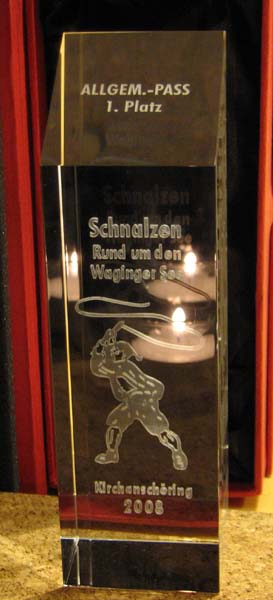 ALLGEM.-PASS
1. Platz
Schnalzen
Rund um den
Waginger See
Kirchanschöring
2008